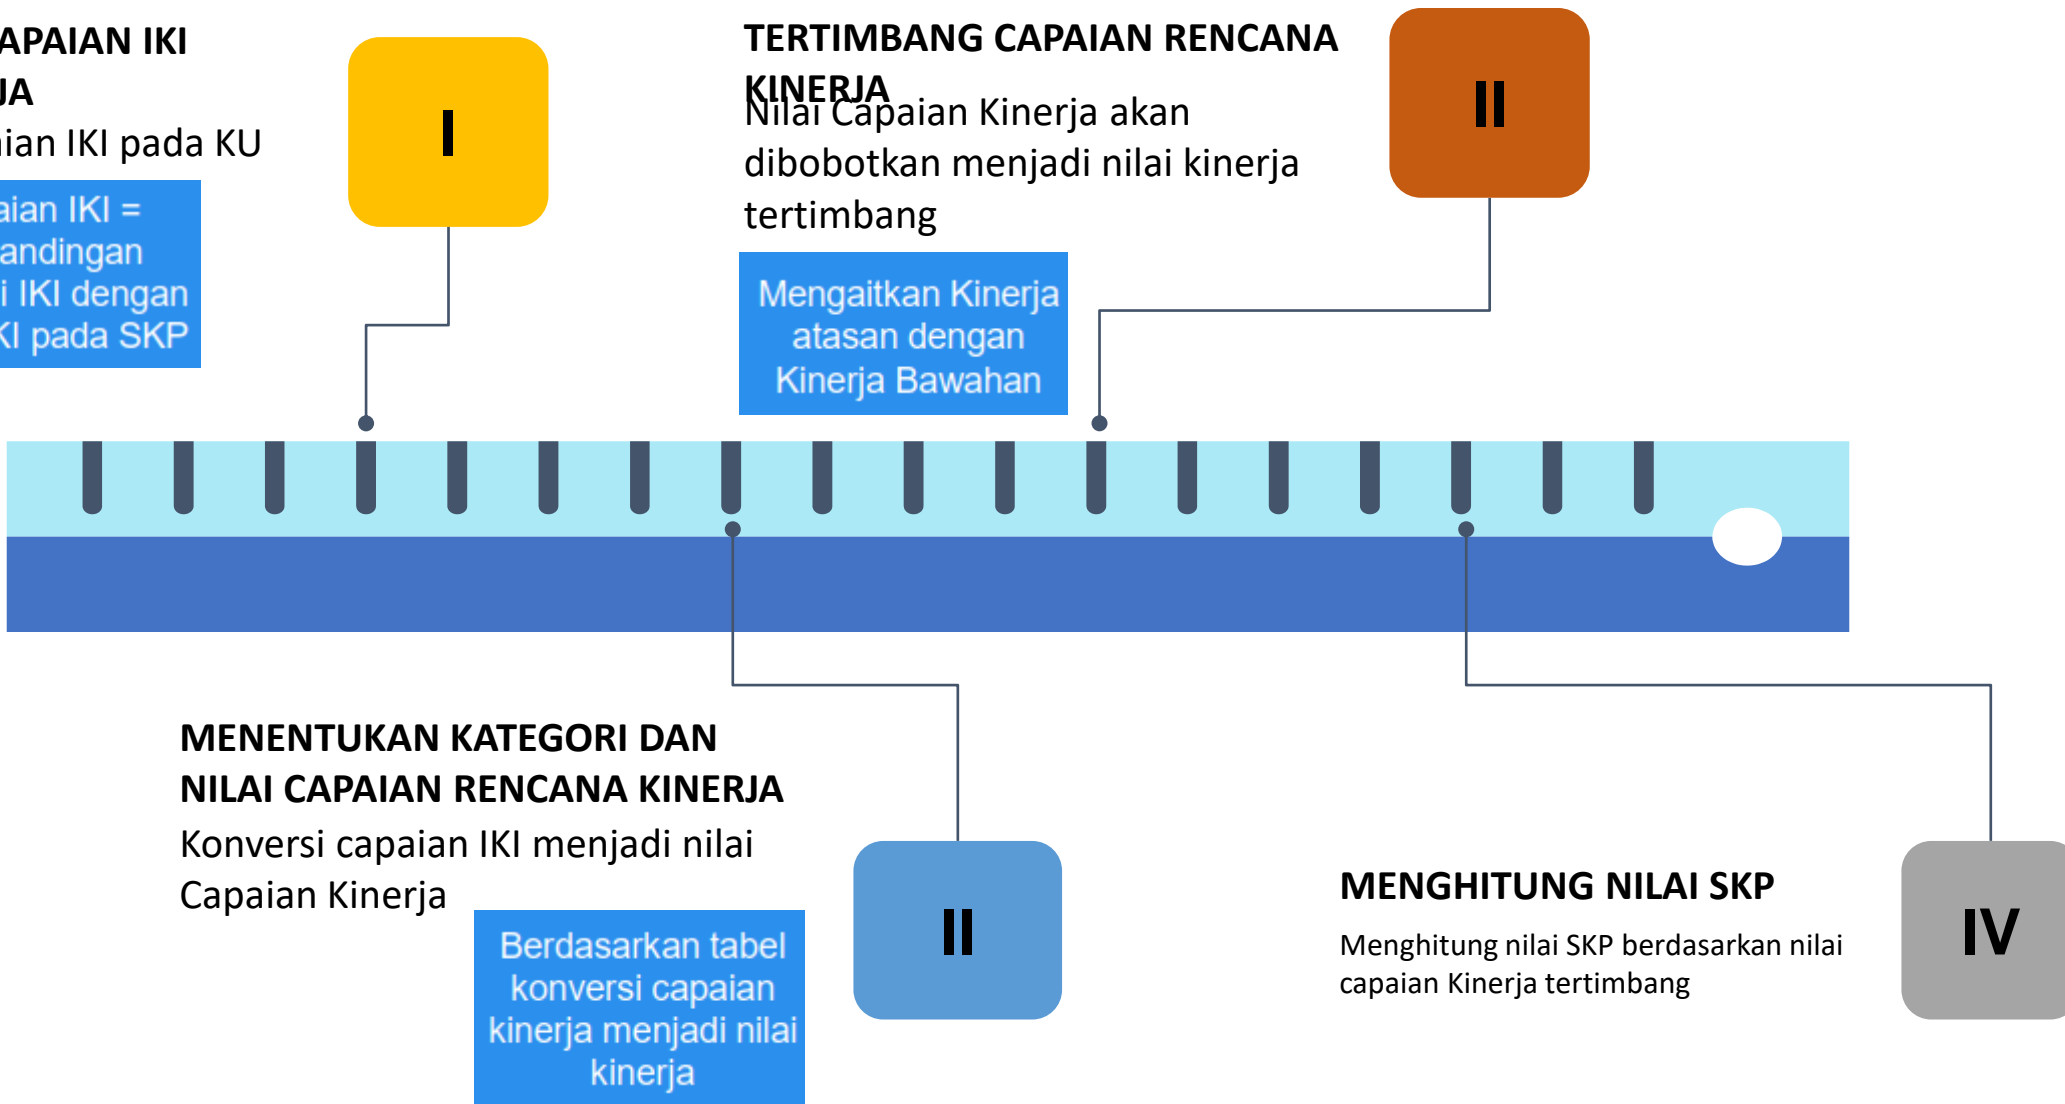 APAIAN IKI
JA
ian IKI pada KU
aian IKI =
andingan
i IKI dengan
KI pada SKP
I
TERTIMBANG CAPAIAN RENCANA
KINERJA
Nilai Capaian Kinerja akan
dibobotkan menjadi nilai kinerja
tertimbang
Mengaitkan Kinerja
atasan dengan
Kinerja Bawahan
II
MENENTUKAN KATEGORI DAN
NILAI CAPAIAN RENCANA KINERJA
Konversi capaian IKI menjadi nilai
Capaian Kinerja
Berdasarkan tabel
konversi capaian
kinerja menjadi nilai
kinerja
II
MENGHITUNG NILAI SKP
Menghitung nilai SKP berdasarkan nilai
capaian Kinerja tertimbang
IV